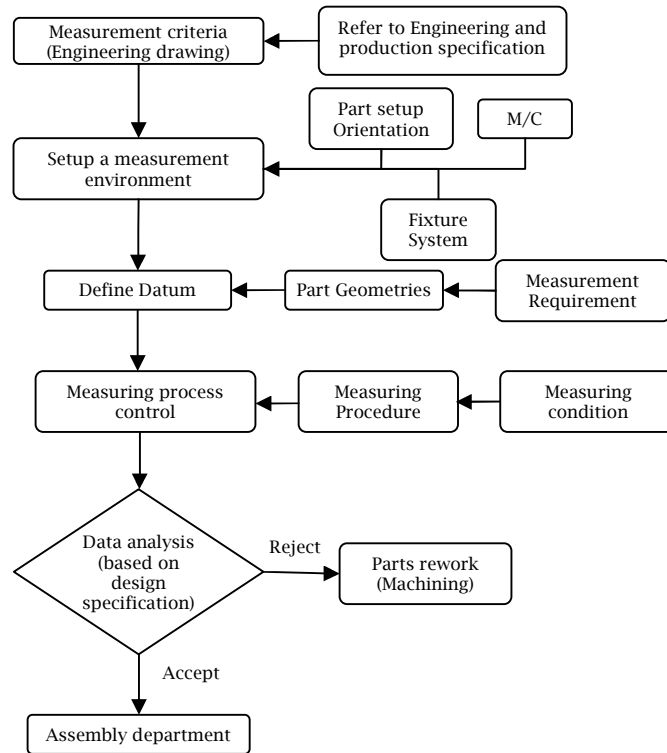 Measurement criteria
(Engineering drawing)
Refer to Engineering and
production specification
Part setup
Orientation
M/C
Setup a measurement
environment
Fixture
System
Define Datum
Part Geometries
Measurement
Requirement
Measuring process
control
Measuring
Procedure
Measuring
condition
Data analysis
(based on
design
specification)
Reject
Parts rework
(Machining)
Accept
Assembly department